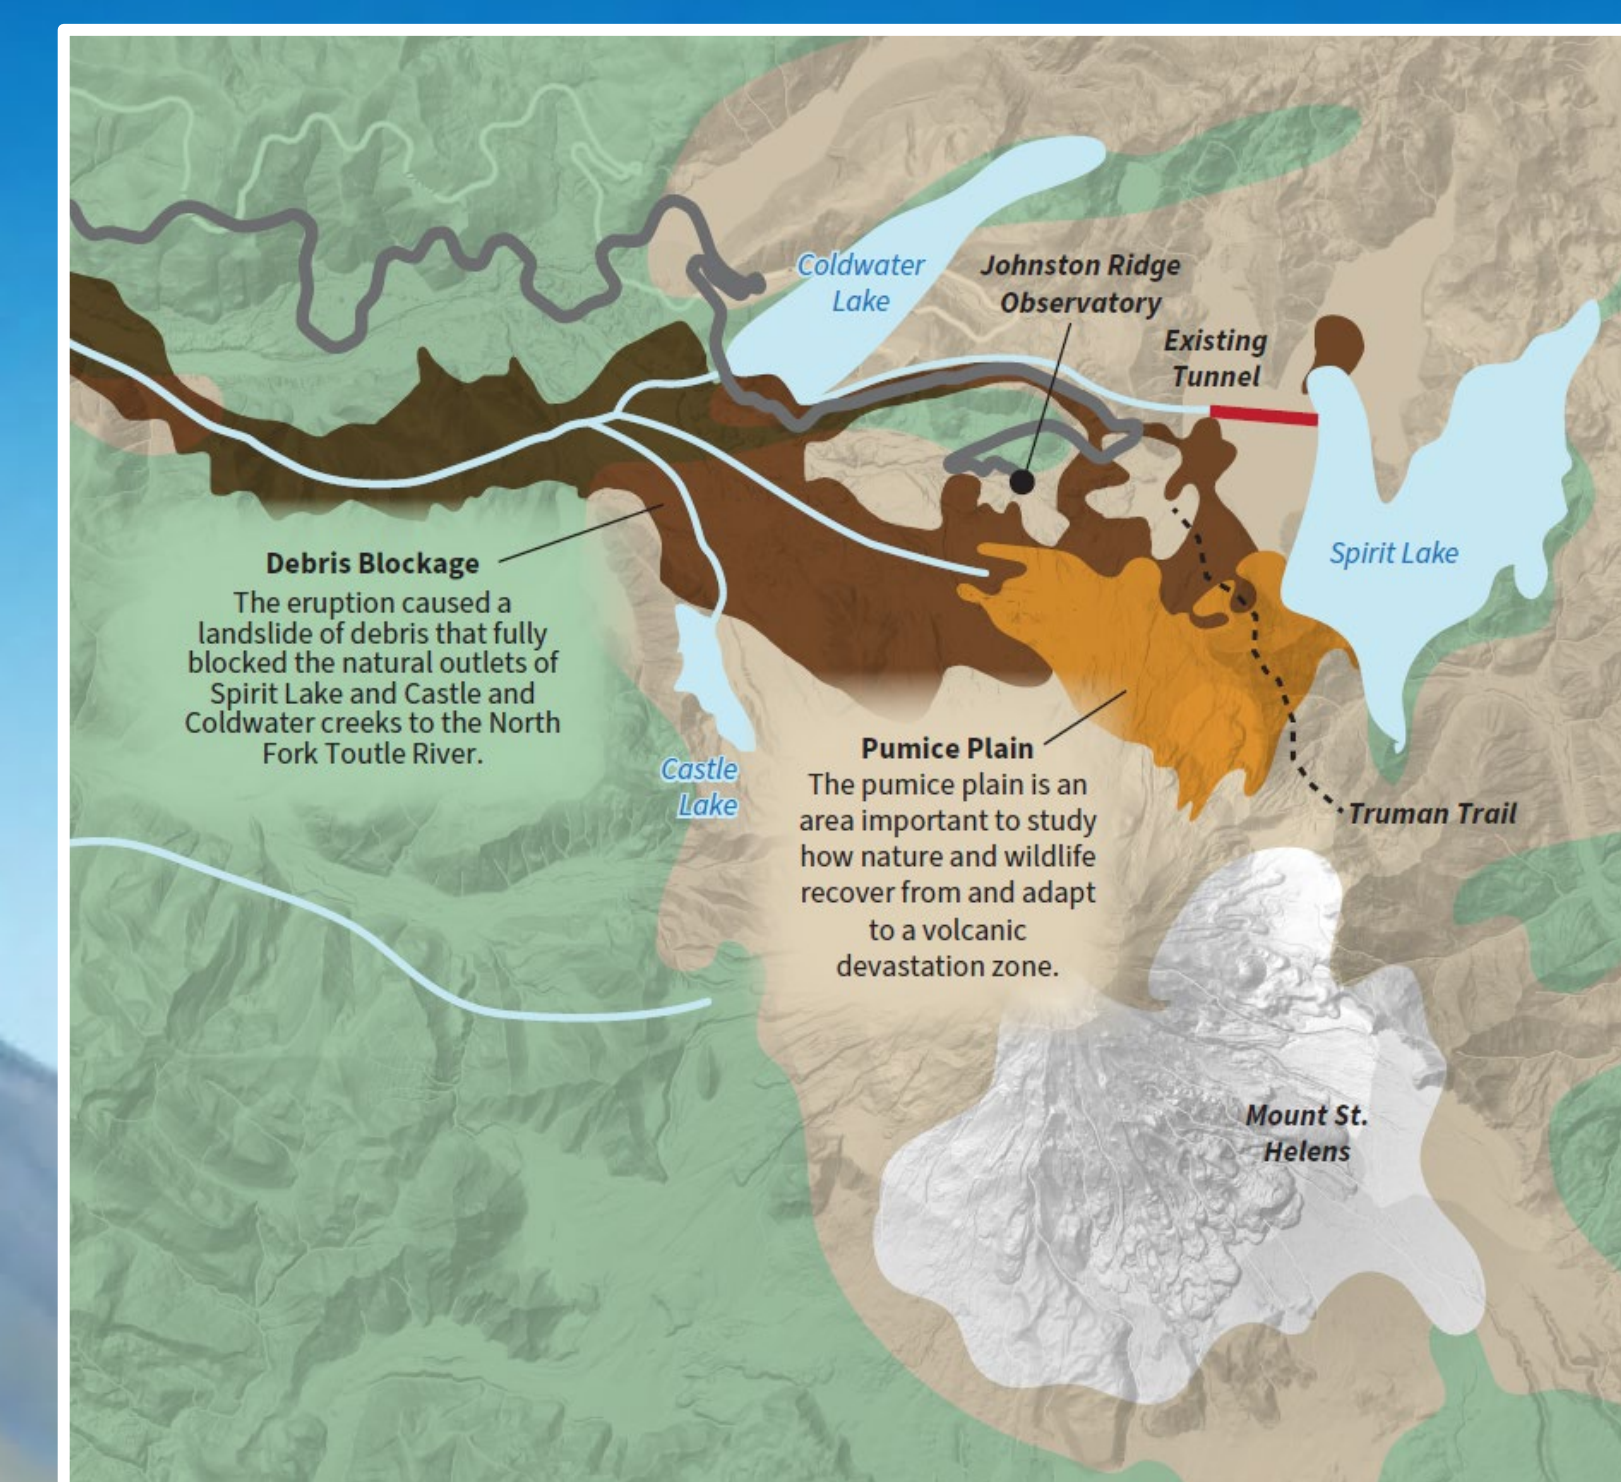 Coldwater
Lake
Johnston Ridge
Observatory
Existing
Tunnel
Spirit Lake
Debris Blockage
The eruption caused a
landslide of debris that fully
blocked the natural outlets of
Spirit Lake and Castle and
Coldwater creeks to the North
Fork Toutle River.
Castle
Lake
Pumice Plain
The pumice plain is an
area important to study
how nature and wildlife
recover from and adapt
to a volcanic
devastation zone.
Truman Trail
Mount St.
Helens